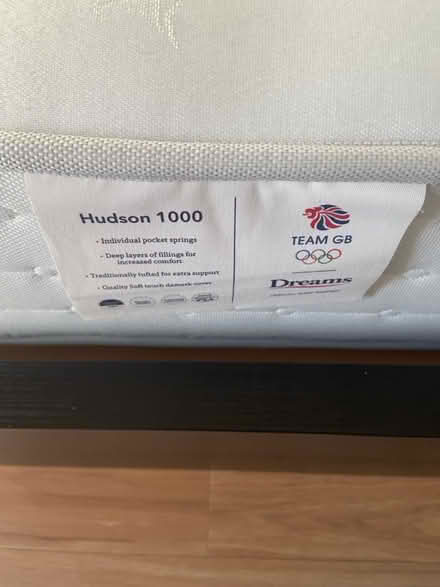 Hudson 1000
• Individual pocket springs
• Deep layers of fillings for
increased comfort
• Traditionally tufted for extra support
• Quality Soft touch damask cover
TEAM GB
Dreams